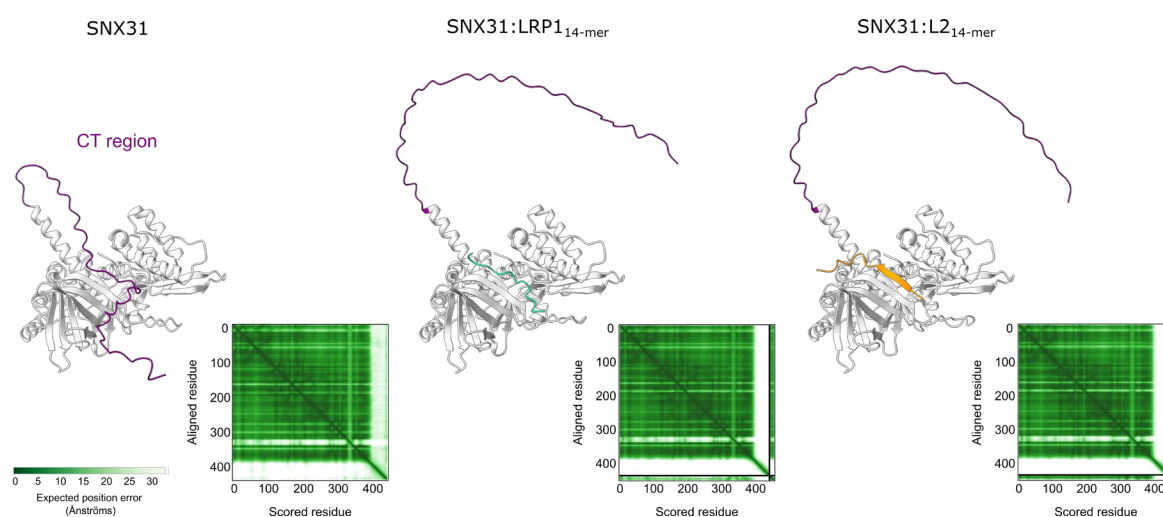 SNX31
SNX31:LRP114-mer
SNX31:L214-mer
CT region
0
100
200
300
400
Aligned residue
0 100 200 300 400
Scored residue
0
100
200
300
400
Aligned residue
0 100 200 300 400
Scored residue
0
100
200
300
400
Aligned residue
0 100 200 300 400
Scored residue
0 5 10 15 20 25 30
Expected position error
(Ånströms)